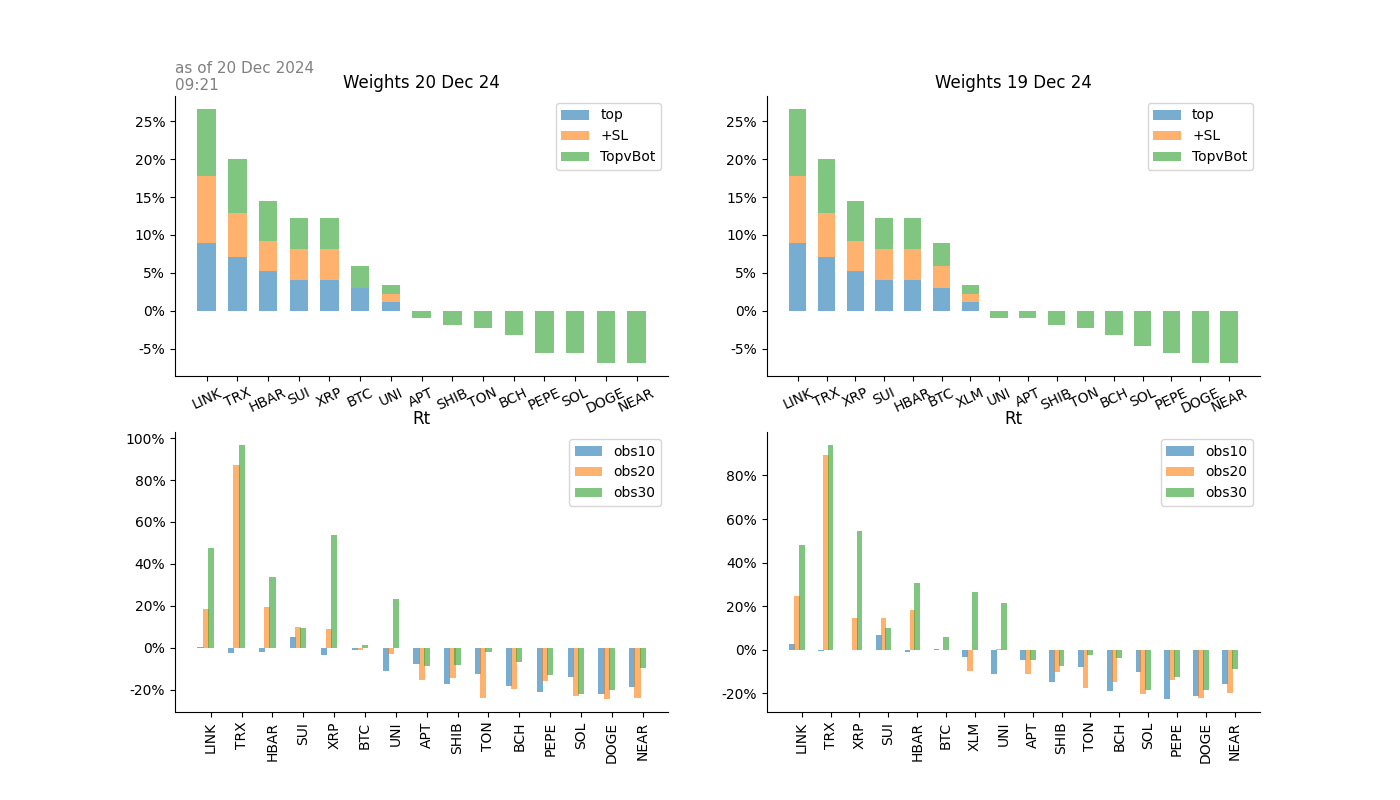 as of 20 Dec 2024
09:21
Weights 20 Dec 24
25%
20%
15%
10%
5%
0%
-5%
top
+SL
TopvBot
LINK TRX HBAR SUI XRP BTC UNI APT SHIB TON BCH PEPE SOL DOGE NEAR
Weights 19 Dec 24
25%
20%
15%
10%
5%
0%
-5%
top
+SL
TopvBot
LINK TRX XRP SUI HBAR BTC XLM UNI APT SHIB TON BCH SOL PEPE DOGE NEAR
Rt
100%
80%
60%
40%
20%
0%
-20%
obs10
obs20
obs30
LINK TRX HBAR SUI XRP BTC UNI APT SHIB TON BCH PEPE SOL DOGE NEAR
Rt
80%
60%
40%
20%
0%
-20%
obs10
obs20
obs30
LINK TRX XRP SUI HBAR BTC XLM UNI APT SHIB TON BCH SOL PEPE DOGE NEAR